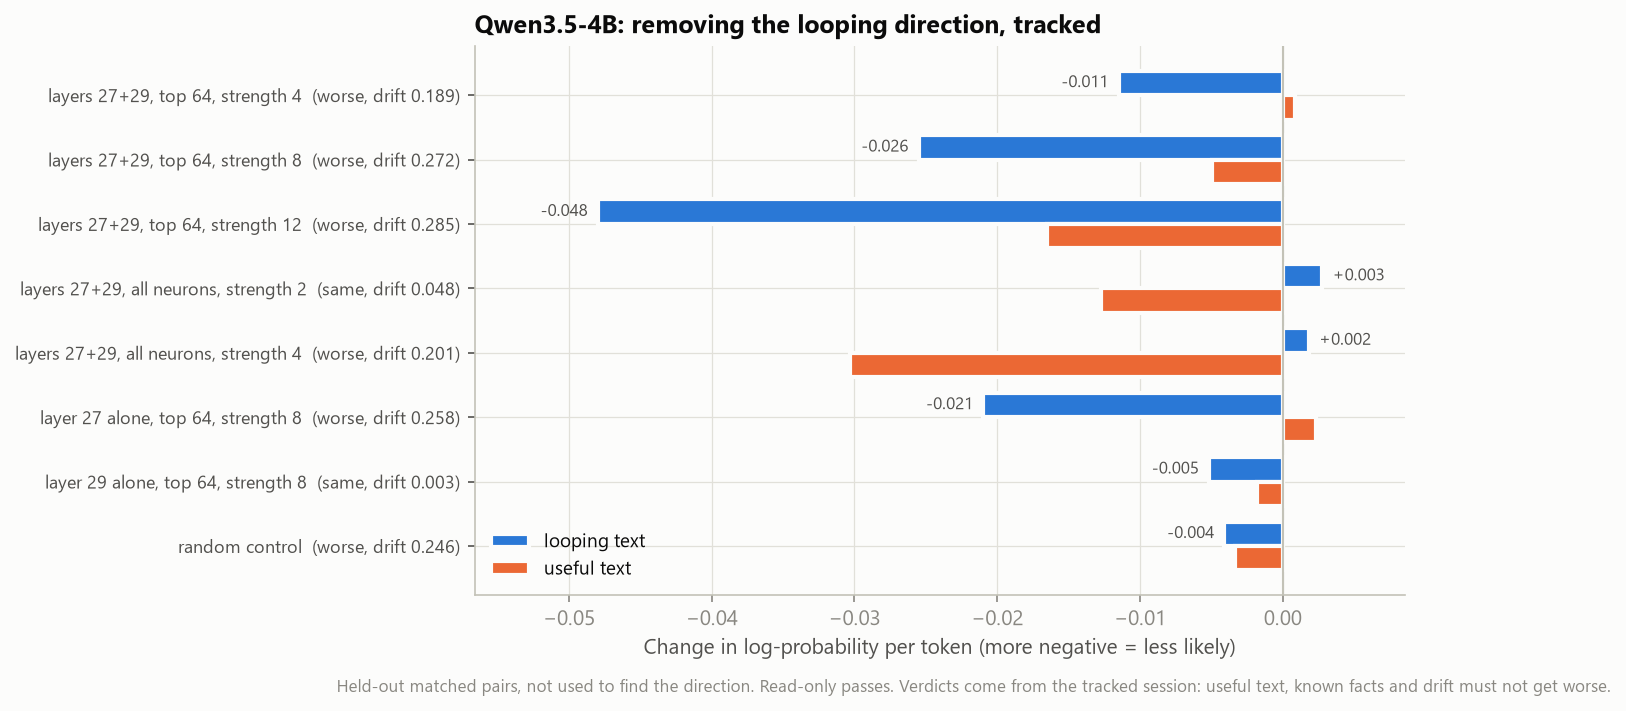 Qwen3.5-4B: removing the looping direction, tracked
layers 27+29, top 64, strength 4 (worse, drift 0.189)
-0.011
layers 27+29, top 64, strength 8 (worse, drift 0.272)
-0.026
layers 27+29, top 64, strength 12 (worse, drift 0.285)
-0.048
layers 27+29, all neurons, strength 2 (same, drift 0.048)
+0.003
layers 27+29, all neurons, strength 4 (worse, drift 0.201)
+0.002
layer 27 alone, top 64, strength 8 (worse, drift 0.258)
-0.021
layer 29 alone, top 64, strength 8 (same, drift 0.003)
-0.005
random control (worse, drift 0.246)
-0.004
looping text
useful text
−0.05 −0.04 −0.03 −0.02 −0.01 0.00
Change in log-probability per token (more negative = less likely)
Held-out matched pairs, not used to find the direction. Read-only passes. Verdicts come from the tracked session: useful text, known facts and drift must not get worse.